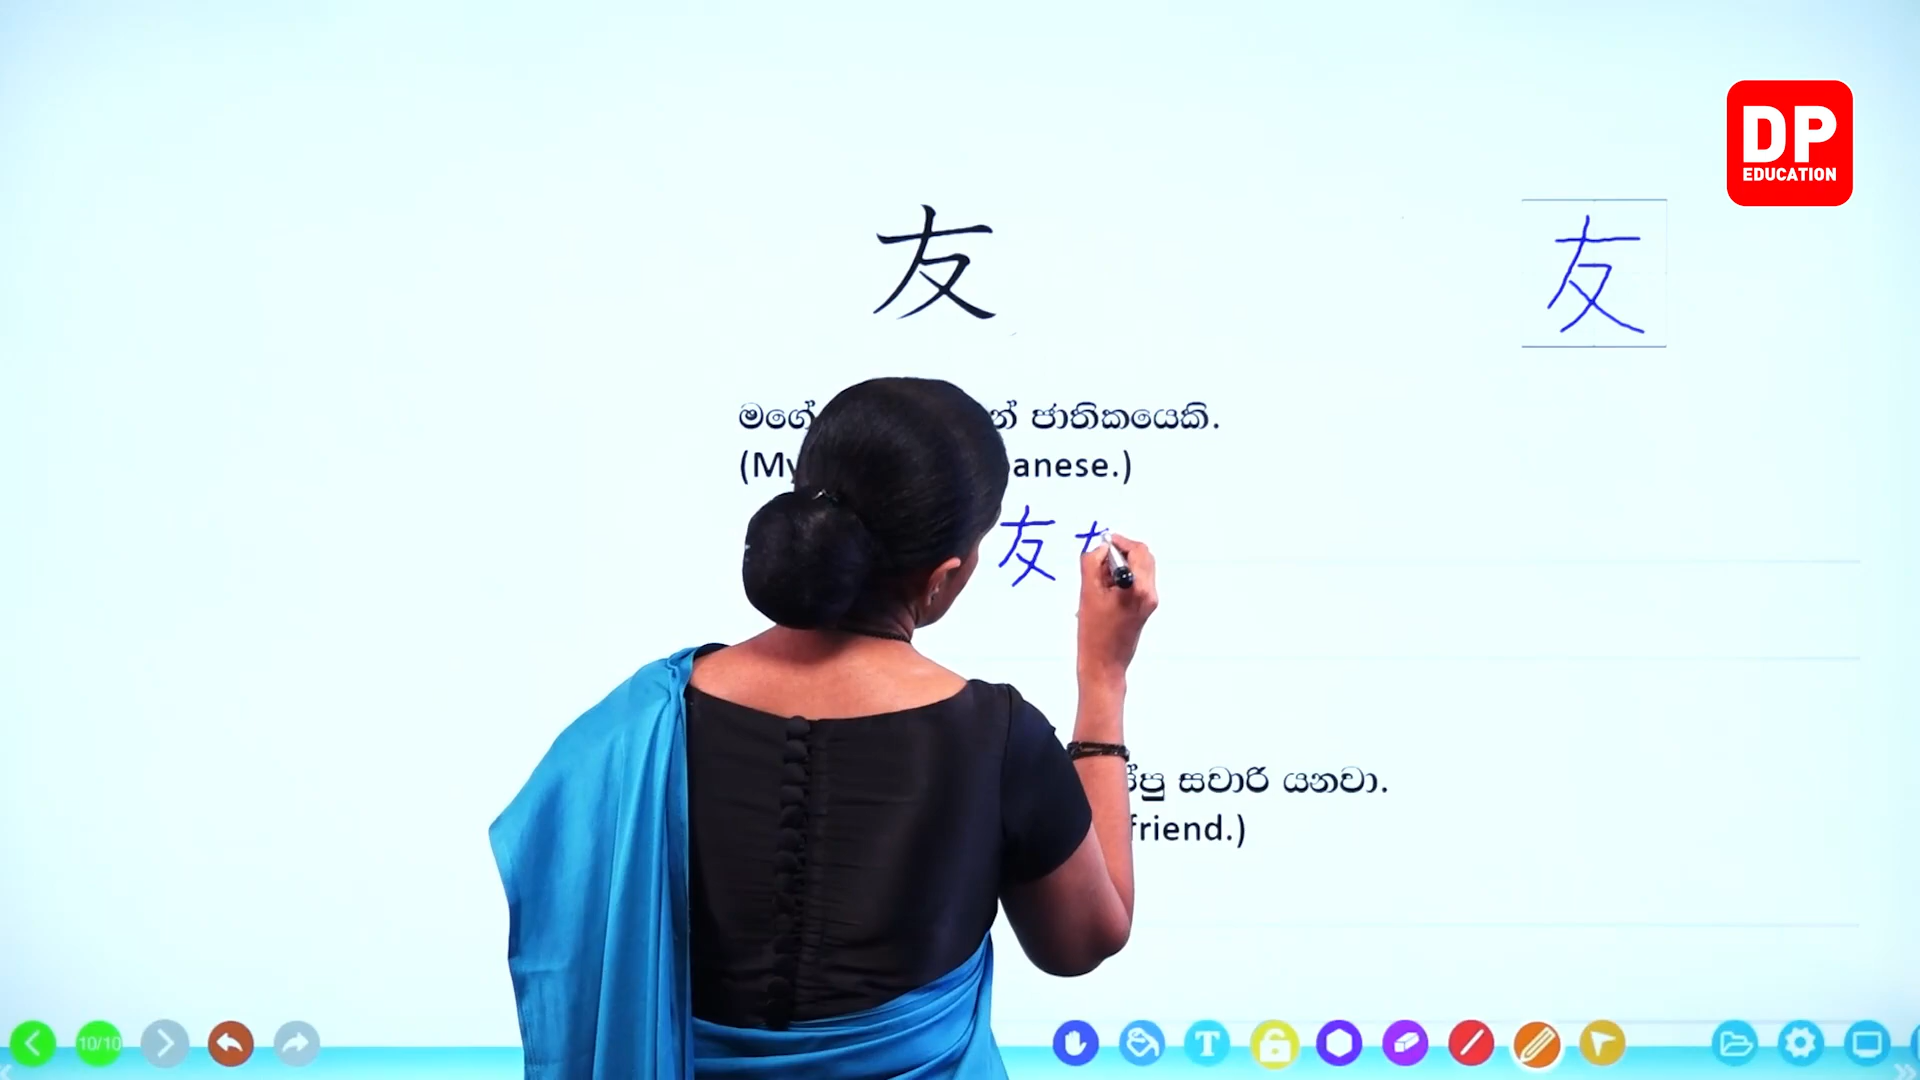 DP
EDUCATION
友
友
මගේ ජාතිකයෙකි.
(My anese.)
友
සවාරි යනවා.
friend.)
10/10
T